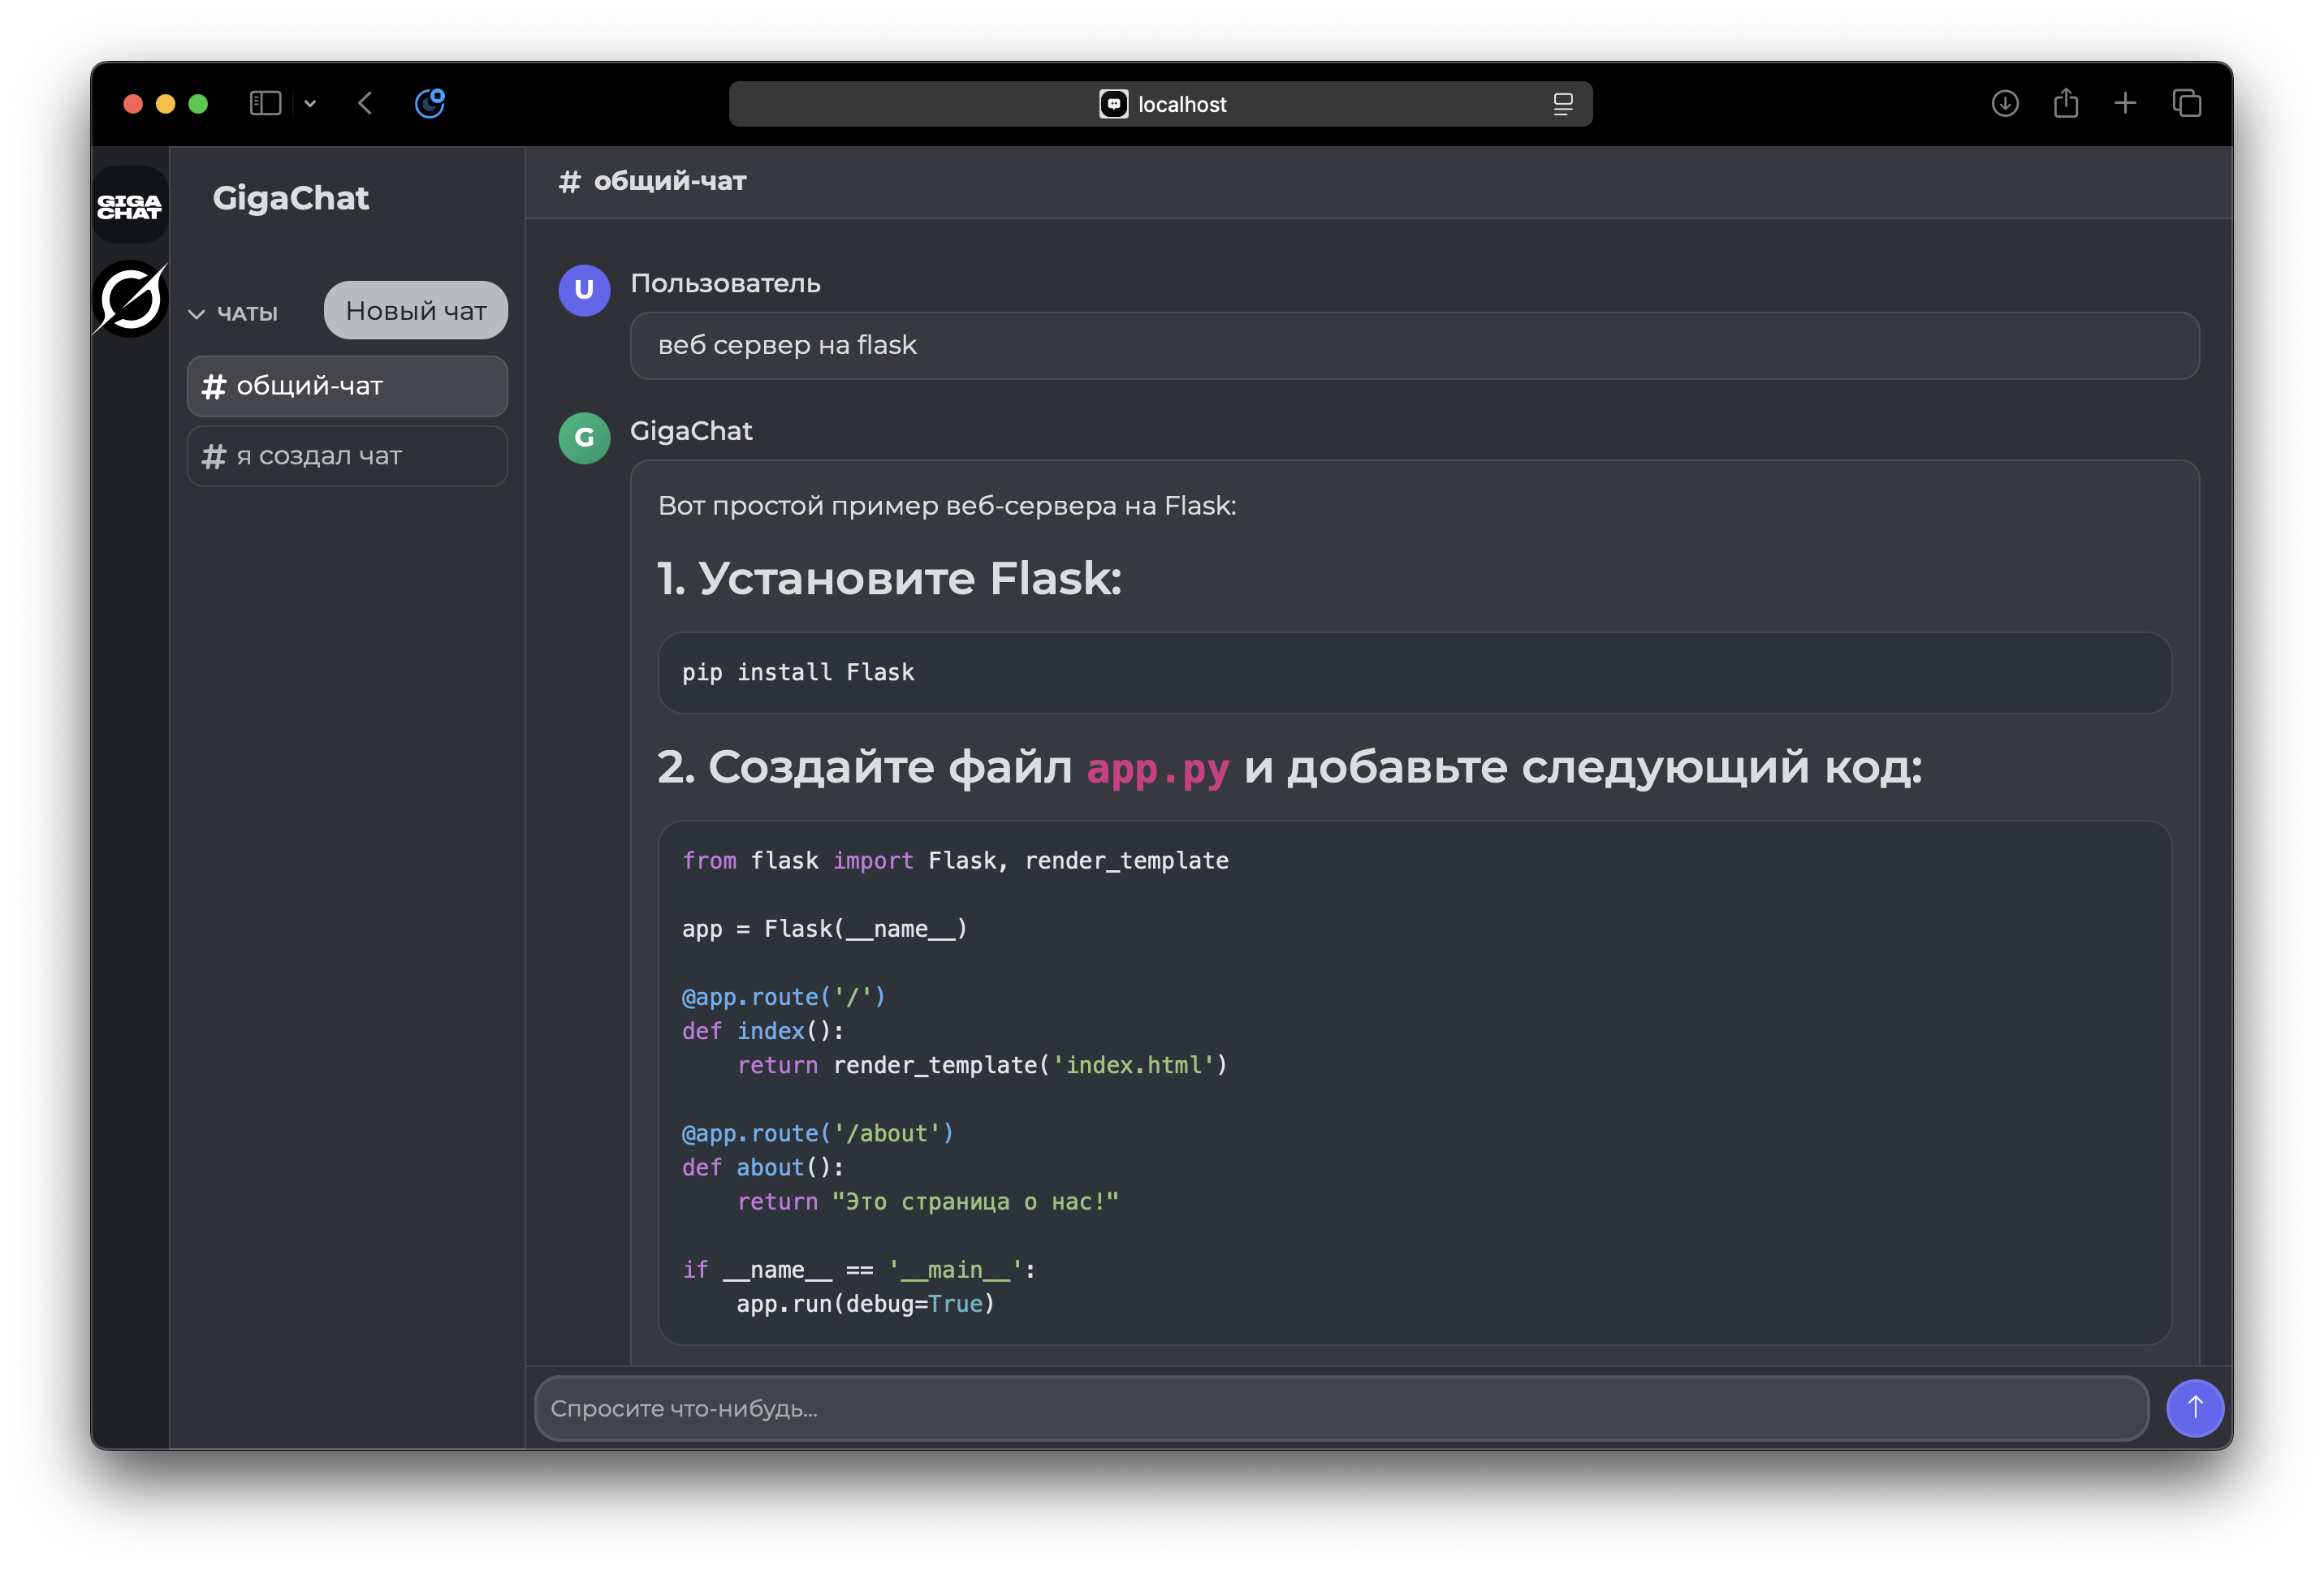 localhost
GIGA
CHAT
GigaChat
ЧАТЫ
Новый чат
# общий-чат
# я создал чат
# общий-чат
U
Пользователь
веб сервер на flask
G
GigaChat
Вот простой пример веб-сервера на Flask:
1. Установите Flask:
pip install Flask
2. Создайте файл app.py и добавьте следующий код:
from flask import Flask, render_template
app = Flask(__name__)
@app.route('/')
def index():
    return render_template('index.html')
@app.route('/about')
def about():
    return "Это страница о нас!"
if __name__ == '__main__':
    app.run(debug=True)
Спросите что-нибудь...